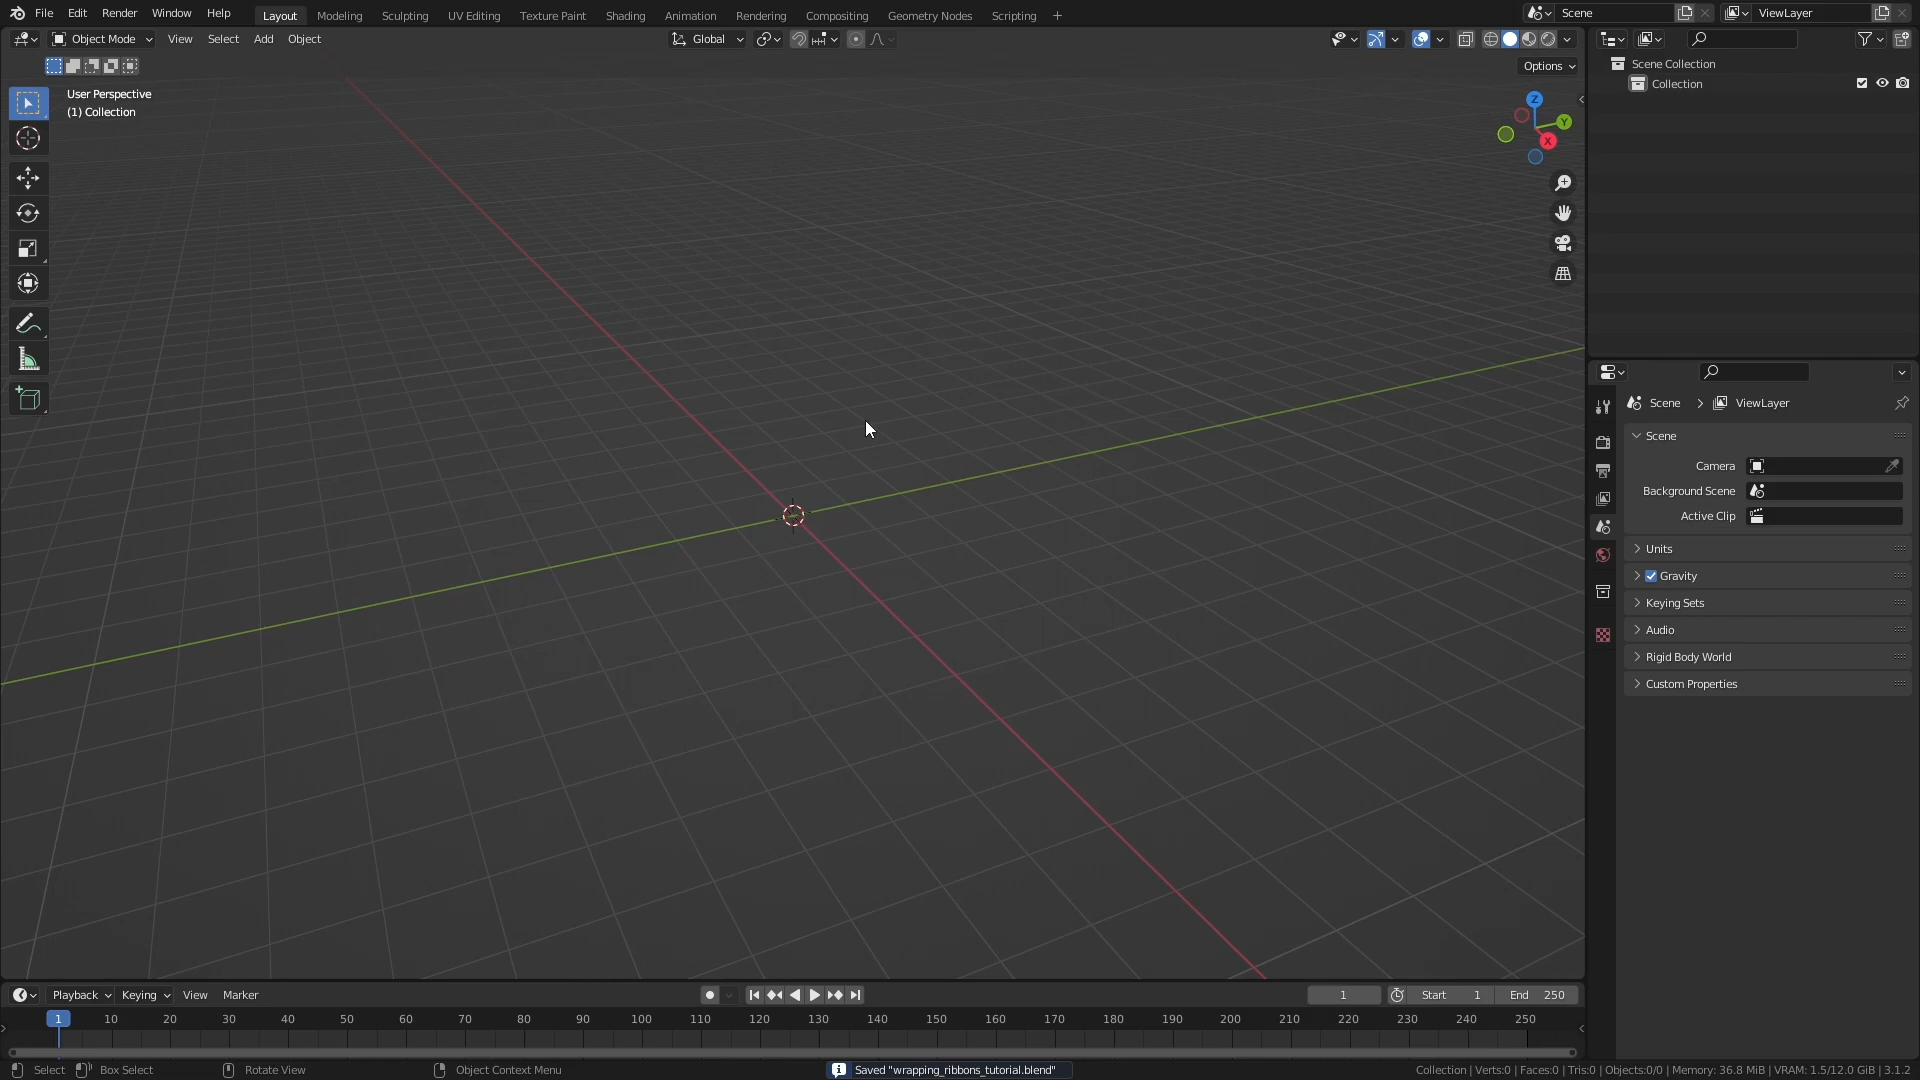 File Edit Render Window Help Layout Modeling Sculpting UV Editing Texture Paint Shading Animation Rendering Compositing Geometry Nodes Scripting + Scene ViewLayer
Object Mode View Select Add Object Global
Options
User Perspective
(1) Collection
Z
Y
X
Scene Collection
Collection
Scene > ViewLayer
Scene
Camera
Background Scene
Active Clip
Units
Gravity
Keying Sets
Audio
Rigid Body World
Custom Properties
Playback Keying View Marker 1 Start 1 End 250
1 10 20 30 40 50 60 70 80 90 100 110 120 130 140 150 160 170 180 190 200 210 220 230 240 250
Select Box Select Rotate View Object Context Menu Saved "wrapping_ribbons_tutorial.blend" Collection | Verts:0 | Faces:0 | Tris:0 | Objects:0/0 | Memory: 36.8 MiB | VRAM: 1.5/12.0 GiB | 3.1.2